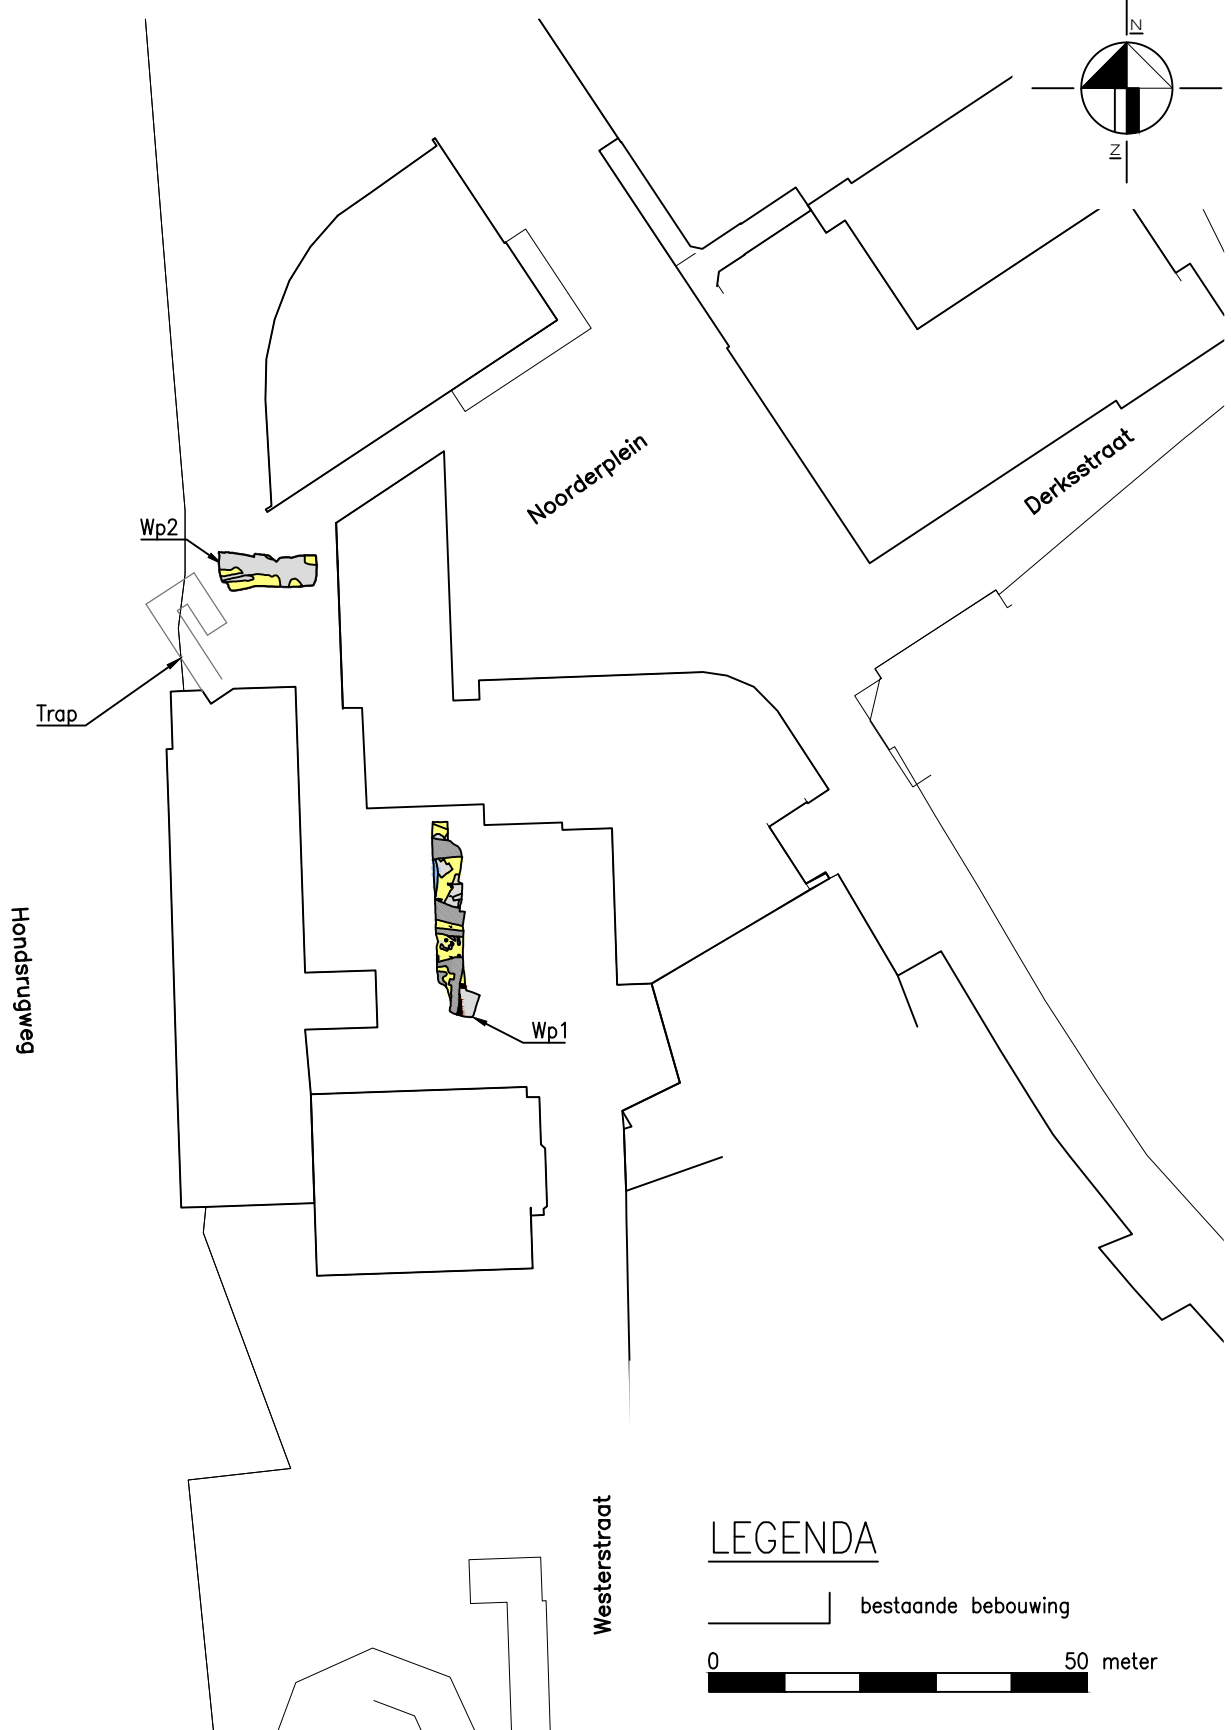 N
Z
Noorderplein
Derksstraat
Wp2
Trap
Hondsrugweg
Wp1
Westerstraat
LEGENDA
bestaande bebouwing
0 50 meter